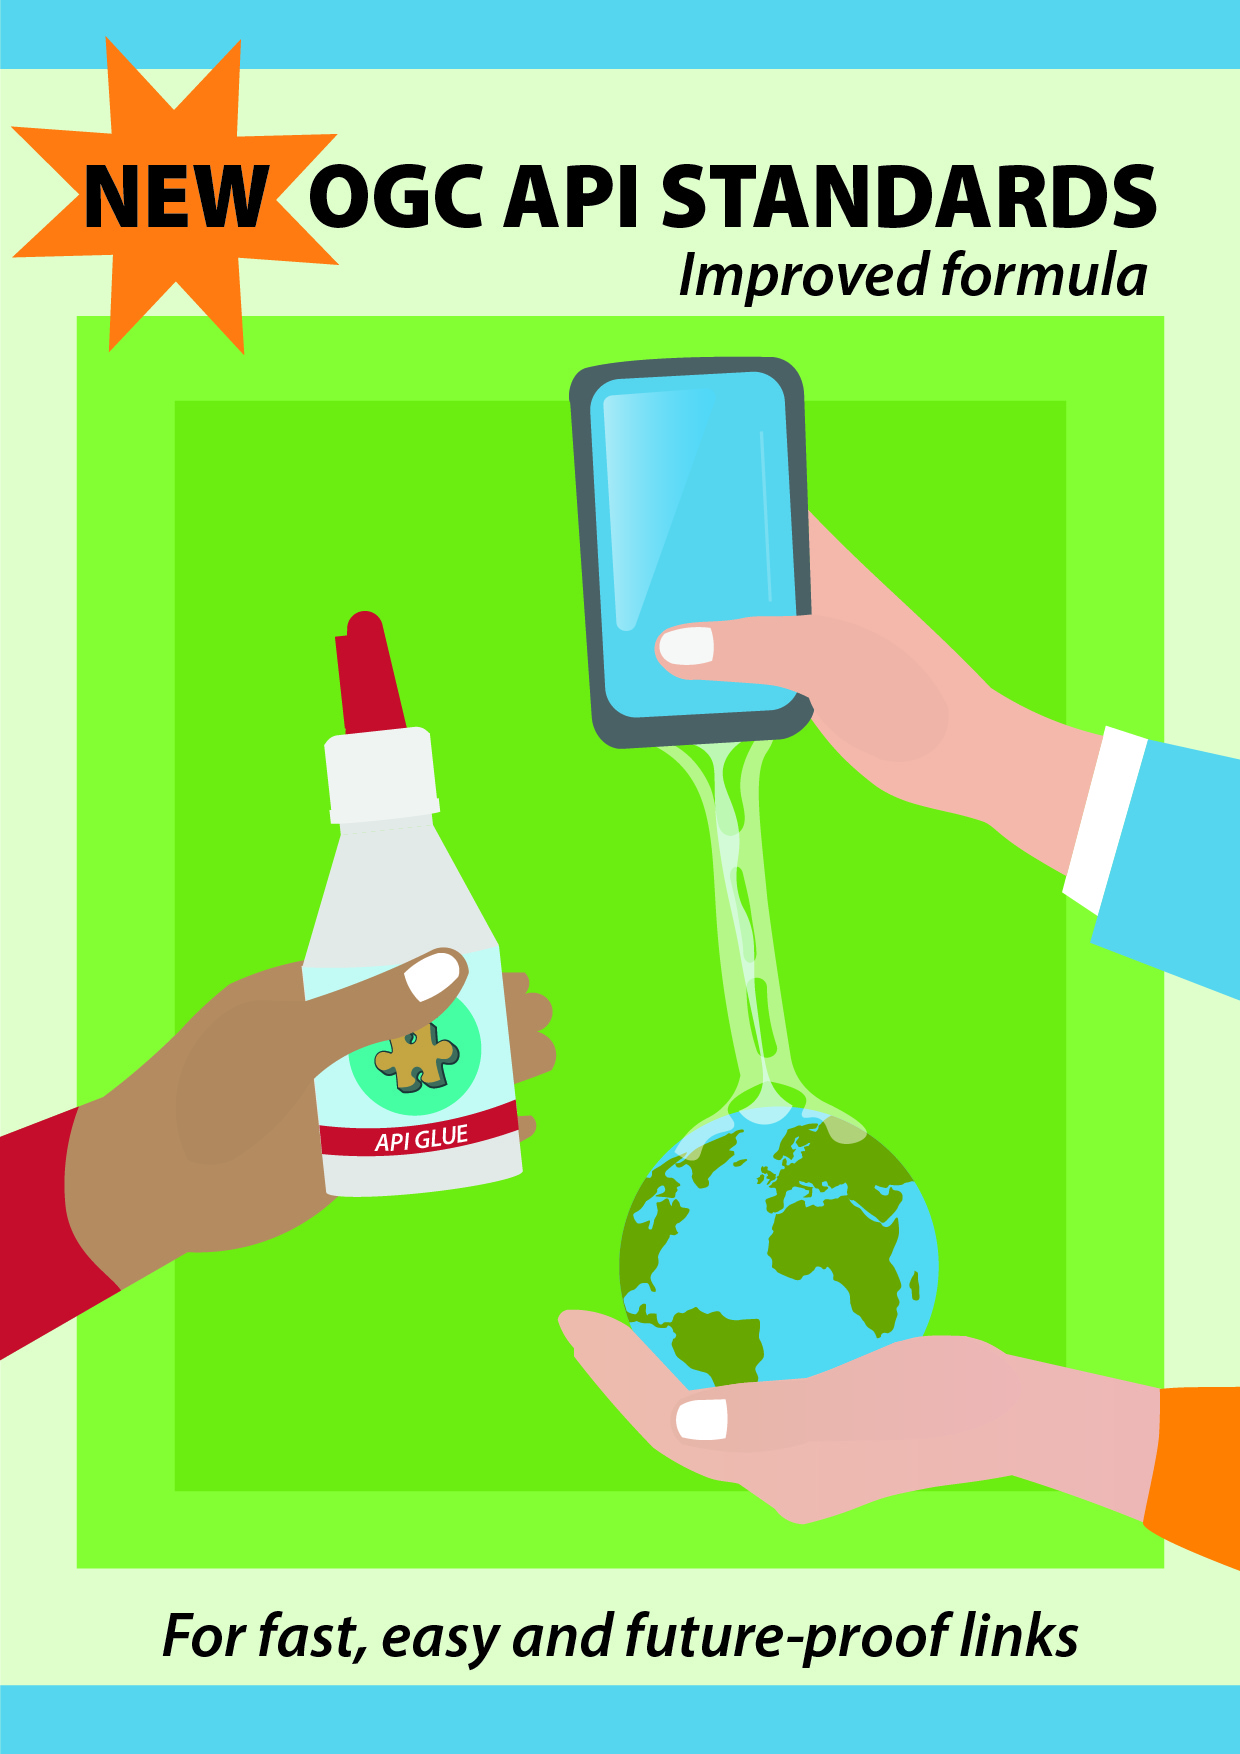 NEW OGC API STANDARDS
Improved formula
API GLUE
For fast, easy and future-proof links